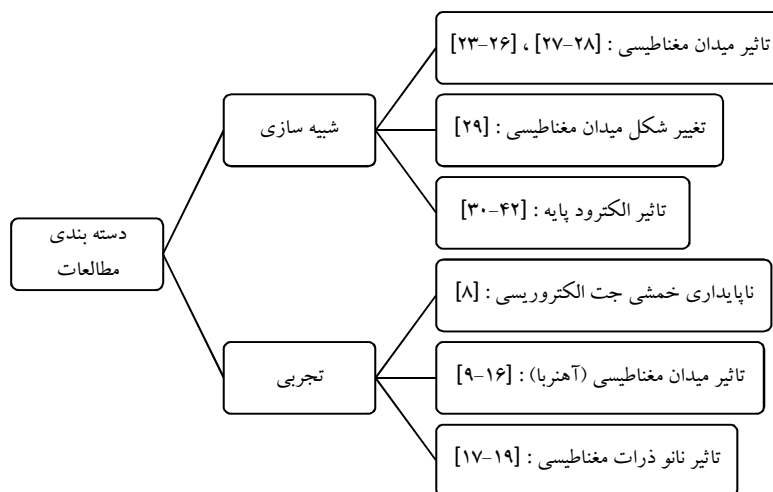 تاثیر میدان مغناطیسی : [۲۳-۲۶] ، [۲۷-۲۸]
شبیه سازی
تغییر شکل میدان مغناطیسی : [۲۹]
تاثیر الکترود پایه : [۳۰-۴۲]
دسته بندی
مطالعات
ناپایداری خمشی جت الکتروریسی : [۸]
تجربی
تاثیر میدان مغناطیسی (آهنربا) : [۹-۱۶]
تاثیر نانو ذرات مغناطیسی : [۱۷-۱۹]